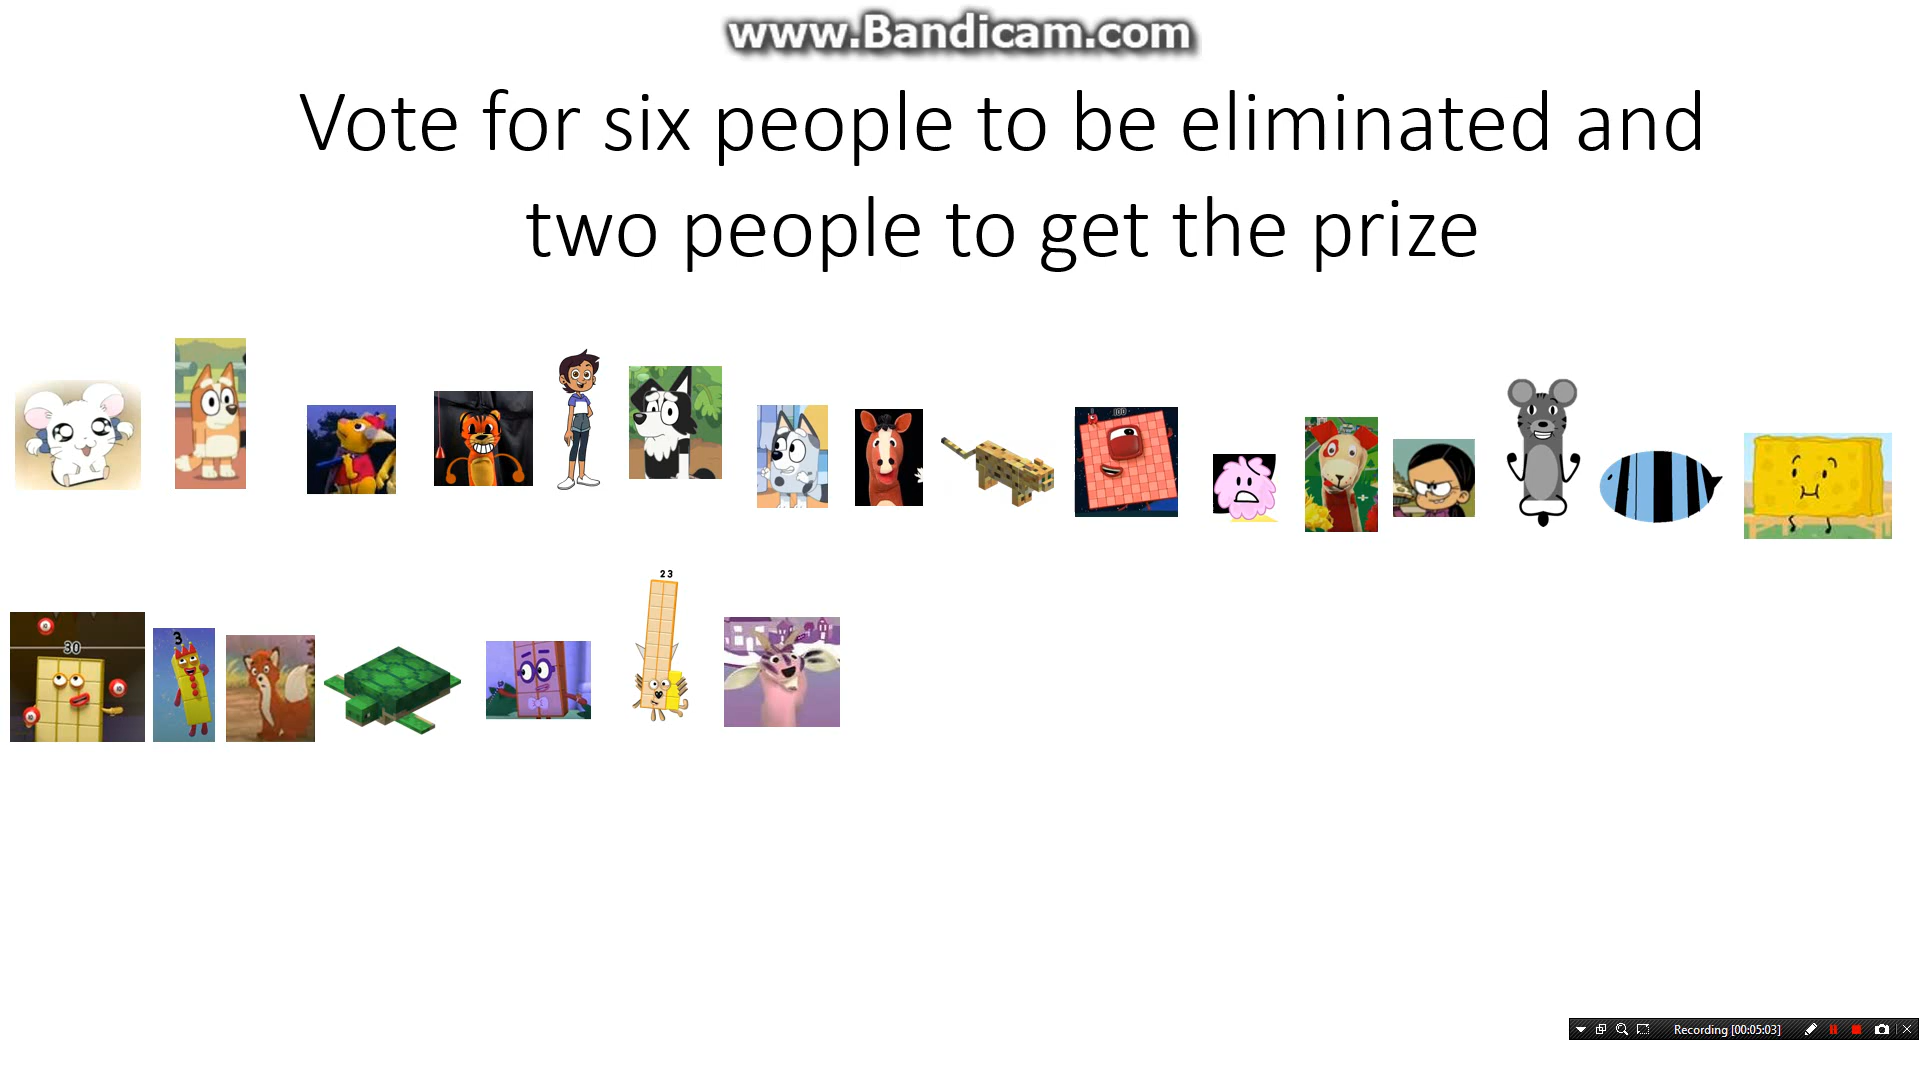 www.Bandicam.com
Vote for six people to be eliminated and
two people to get the prize
100
23
30
3
Recording [00:05:03]